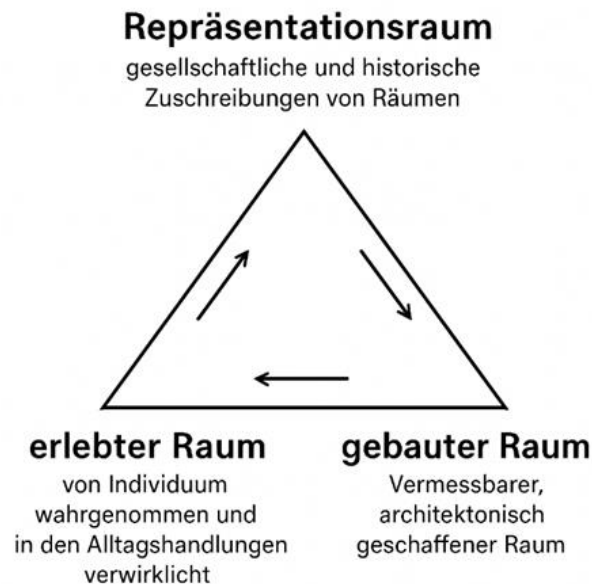 Repräsentationsraum
gesellschaftliche und historische
Zuschreibungen von Räumen
erlebter Raum
von Individuum
wahrgenommen und
in den Alltagshandlungen
verwirklicht
gebauter Raum
Vermessbarer,
architektonisch
geschaffener Raum